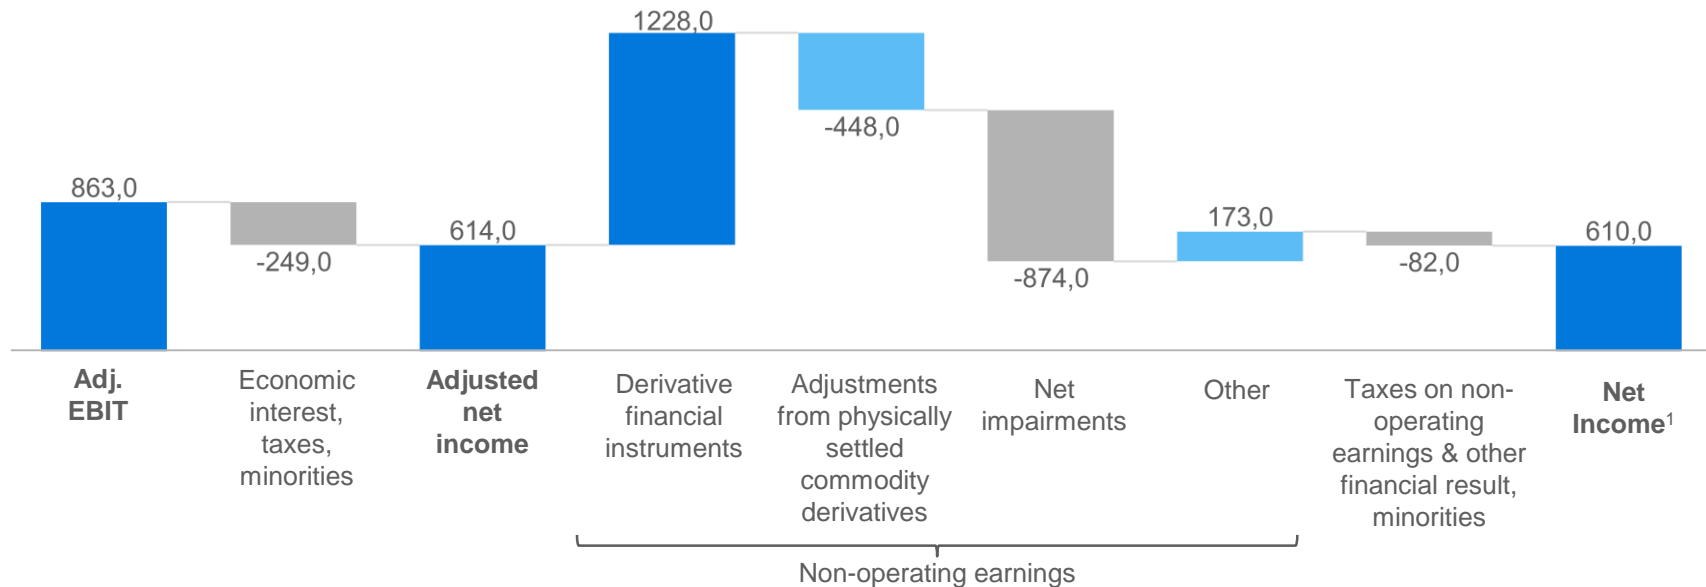 863,0
-249,0
614,0
1228,0
-448,0
-874,0
173,0
-82,0
610,0
Adj.
EBIT
Economic
interest,
taxes,
minorities
Adjusted
net
income
Derivative
financial
instruments
Adjustments
from physically
settled
commodity
derivatives
Net
impairments
Other
Taxes on non-
operating
earnings & other
financial result,
minorities
Net
Income¹
Non-operating earnings